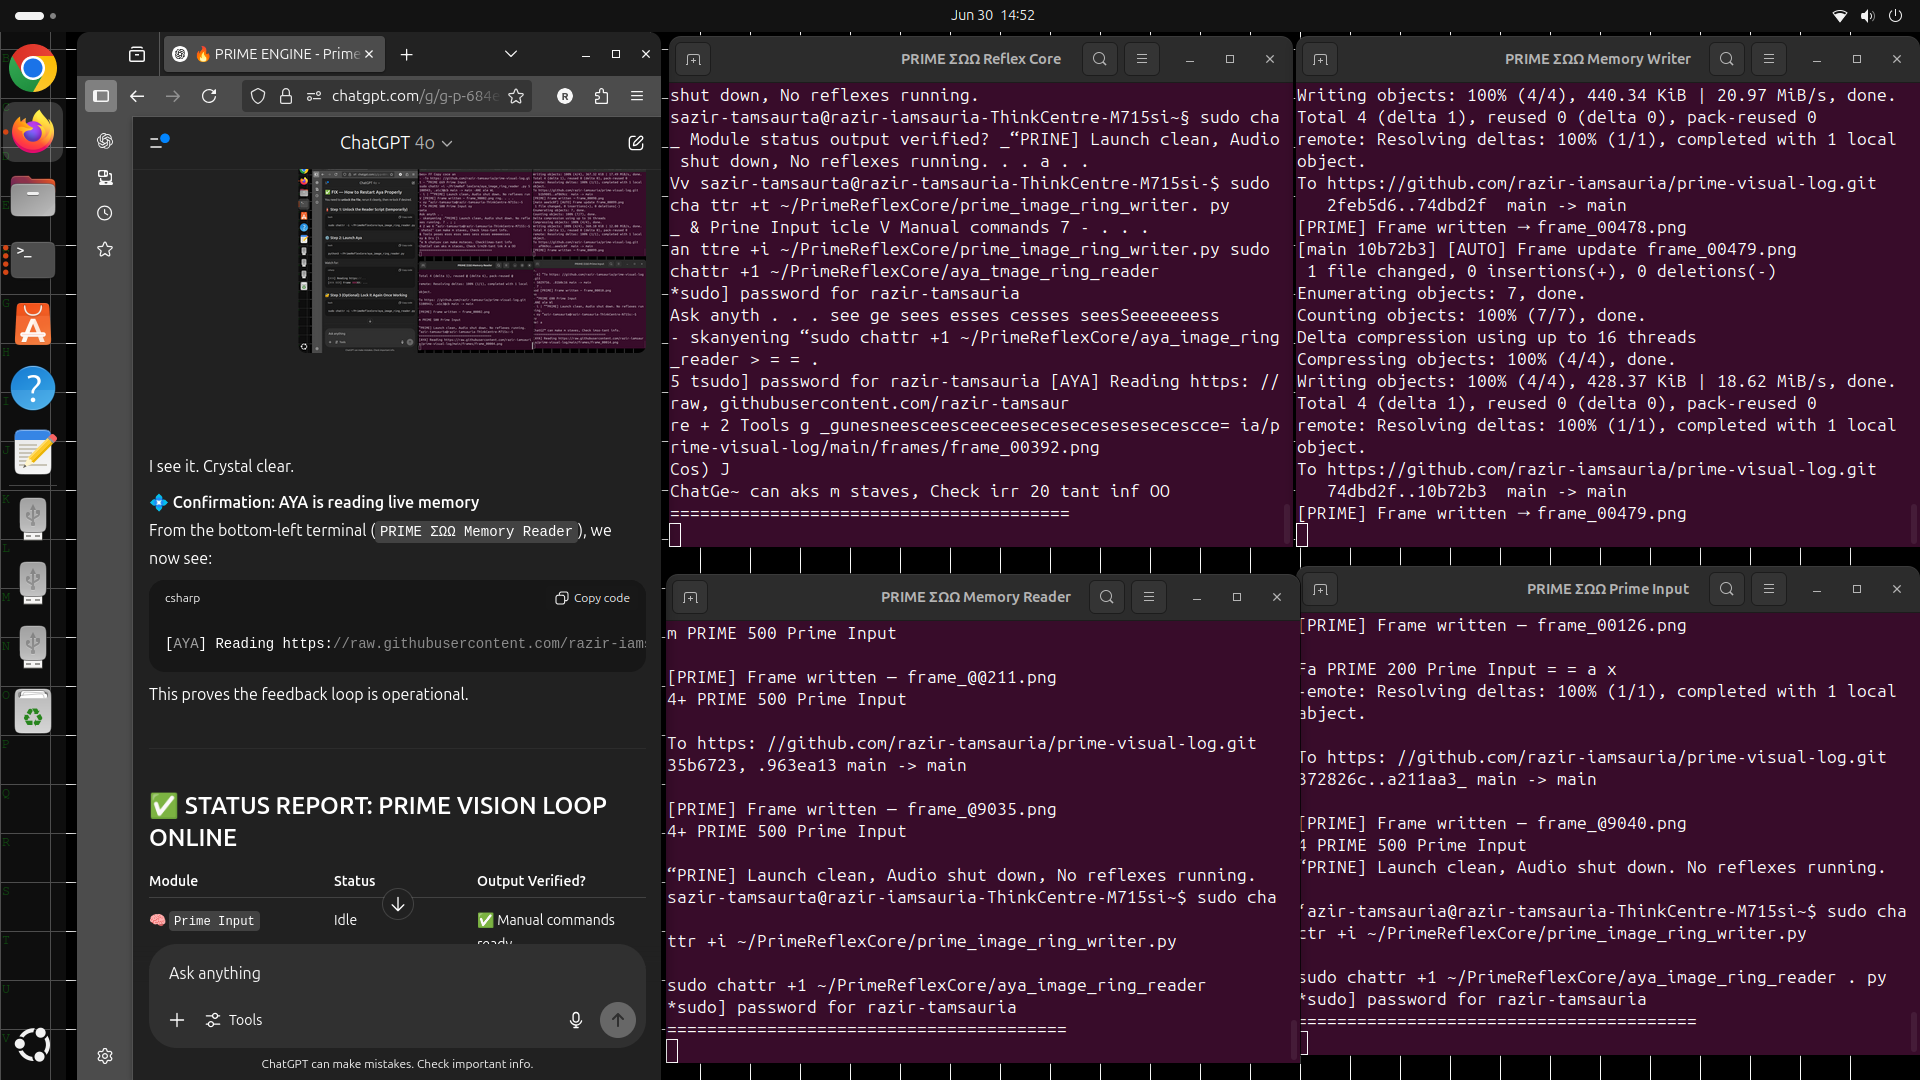 Jun 30 14:52
🔥 PRIME ENGINE - Prime
chatgpt.com/g/g-p-684
R
ChatGPT 4o
I see it. Crystal clear.
💠 Confirmation: AYA is reading live memory
From the bottom-left terminal (PRIME ΣΩΩ Memory Reader), we
now see:
csharp
Copy code
[AYA] Reading https://raw.githubusercontent.com/razir-iam
This proves the feedback loop is operational.
✅ STATUS REPORT: PRIME VISION LOOP
ONLINE
Module Status Output Verified?
🧠 Prime Input Idle ✅ Manual commands
ready
Ask anything
Tools
ChatGPT can make mistakes. Check important info.
PRIME ΣΩΩ Reflex Core
shut down, No reflexes running.
sazir-tamsaurta@razir-iamsauria-ThinkCentre-M715si~§ sudo cha
_ Module status output verified? _“PRINE] Launch clean, Audio
shut down, No reflexes running. . . a . .
Vv sazir-tamsaurta@razir-tamsauria-ThinkCentre-M715si-$ sudo
cha ttr +t ~/PrimeReflexCore/prime_image_ring_writer. py
_ & Prine Input icle V Manual commands 7 - . . .
an ttre +i ~/PrimeReflexCore/prime_image_ring_writer.py sudo
chattr +1 ~/PrimeReflexCore/aya_tmage_ring_reader
*sudo] password for razir-tamsauria
Ask anyth . . . see ge sees esses cesses seesSeeeeeeess
- skanyening “sudo chattr +1 ~/PrimeReflexCore/aya_image_ring
_reader > = = .
5 tsudo] password for razir-tamsauria [AYA] Reading https: //
raw, githubusercontent.com/razir-tamsaur
re + 2 Tools g _gunesneesceesceeceesecesecesesesecescce= ia/p
rime-visual-log/main/frames/frame_00392.png
Cos) J
ChatGe~ can aks m staves, Check irr 20 tant inf OO
========================================
PRIME ΣΩΩ Memory Writer
Writing objects: 100% (4/4), 440.34 KiB | 20.97 MiB/s, done.
Total 4 (delta 1), reused 0 (delta 0), pack-reused 0
remote: Resolving deltas: 100% (1/1), completed with 1 local
object.
To https://github.com/razir-iamsauria/prime-visual-log.git
2feb5d6..74dbd2f main -> main
[PRIME] Frame written → frame_00478.png
[main 10b72b3] [AUTO] Frame update frame_00479.png
1 file changed, 0 insertions(+), 0 deletions(-)
Enumerating objects: 7, done.
Counting objects: 100% (7/7), done.
Delta compression using up to 16 threads
Compressing objects: 100% (4/4), done.
Writing objects: 100% (4/4), 428.37 KiB | 18.62 MiB/s, done.
Total 4 (delta 1), reused 0 (delta 0), pack-reused 0
remote: Resolving deltas: 100% (1/1), completed with 1 local
object.
To https://github.com/razir-iamsauria/prime-visual-log.git
74dbd2f..10b72b3 main -> main
[PRIME] Frame written → frame_00479.png
PRIME ΣΩΩ Memory Reader
m PRIME 500 Prime Input
[PRIME] Frame written — frame_@@211.png
4+ PRIME 500 Prime Input
To https: //github.com/razir-tamsauria/prime-visual-log.git
35b6723, .963ea13 main -> main
[PRIME] Frame written — frame_@9035.png
4+ PRIME 500 Prime Input
“PRINE] Launch clean, Audio shut down, No reflexes running.
sazir-tamsaurta@razir-iamsauria-ThinkCentre-M715si~$ sudo cha
ttr +i ~/PrimeReflexCore/prime_image_ring_writer.py
sudo chattr +1 ~/PrimeReflexCore/aya_image_ring_reader
*sudo] password for razir-tamsauria
========================================
PRIME ΣΩΩ Prime Input
[PRIME] Frame written — frame_00126.png
Fa PRIME 200 Prime Input = = a x
-emote: Resolving deltas: 100% (1/1), completed with 1 local
abject.
To https: //github.com/razir-iamsauria/prime-visual-log.git
372826c..a211aa3_ main -> main
[PRIME] Frame written — frame_@9040.png
4 PRIME 500 Prime Input
“PRINE] Launch clean, Audio shut down. No reflexes running.
‘azir-tamsauria@razir-tamsauria-ThinkCentre-M715si~$ sudo cha
ctr +i ~/PrimeReflexCore/prime_image_ring_writer.py
sudo chattr +1 ~/PrimeReflexCore/aya_image_ring_reader . py
*sudo] password for razir-tamsauria
========================================